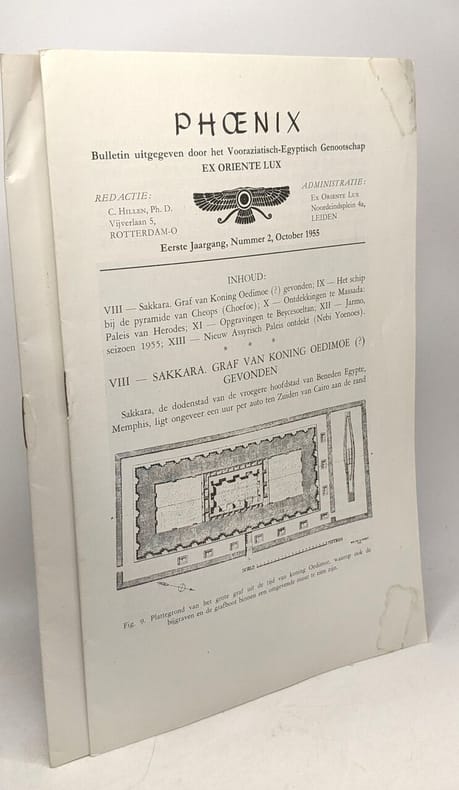 PHŒNIX
Bulletin uitgegeven door het Vooraziatisch-Egyptisch Genootschap
EX ORIENTE LUX
REDACTIE:
C. HILLEN, Ph. D.
Vijverlaan 5,
ROTTERDAM-O
ADMINISTRATIE:
EX ORIENTE LUX
Noordeindsplein 4a,
LEIDEN
Eerste Jaargang, Nummer 2, October 1955
INHOUD:
VIII — Sakkara. Graf van Koning Oedimoe (?) gevonden; IX — Het schip
bij de pyramide van Cheops (Choefoe); X — Ontdekkingen te Massada:
Paleis van Herodes; XI — Opgravingen te Beycesoeltan; XII — Jarmo,
seizoen 1955; XIII — Nieuw Assyrisch Paleis ontdekt (Nebi Yoenoes).
* * *
VIII — SAKKARA. GRAF VAN KONING OEDIMOE (?)
GEVONDEN
Sakkara, de dodenstad van de vroegere hoofdstad van Beneden Egypte,
Memphis, ligt ongeveer een uur per auto ten Zuiden van Cairo aan de rand
Fig. 9. Plattegrond van het grote graf uit de tijd van koning Oedimoe, waarop ook de
bijgraven en de grafboot binnen een omgevende muur te zien zijn.